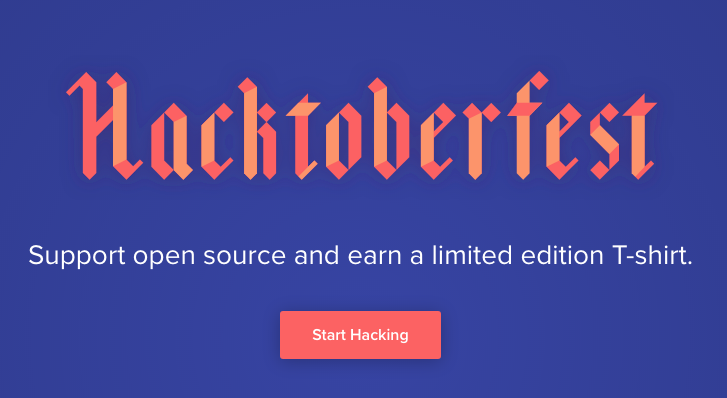 Hacktoberfest
Support open source and earn a limited edition T-shirt.
Start Hacking